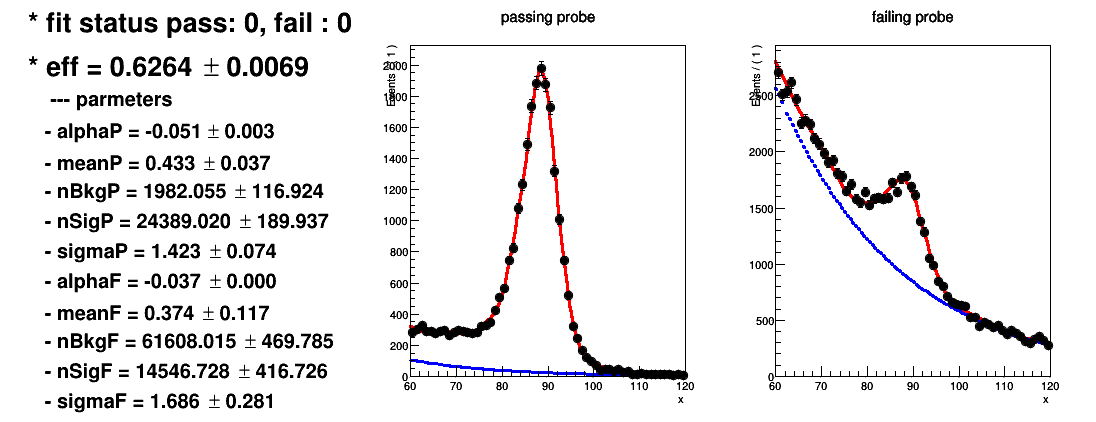 * fit status pass: 0, fail : 0
* eff = 0.6264 ± 0.0069
--- parmeters
- alphaP = -0.051 ± 0.003
- meanP = 0.433 ± 0.037
- nBkgP = 1982.055 ± 116.924
- nSigP = 24389.020 ± 189.937
- sigmaP = 1.423 ± 0.074
- alphaF = -0.037 ± 0.000
- meanF = 0.374 ± 0.117
- nBkgF = 61608.015 ± 469.785
- nSigF = 14546.728 ± 416.726
- sigmaF = 1.686 ± 0.281
passing probe
Events / ( 1 )
2000
1800
1600
1400
1200
1000
800
600
400
200
0
60 70 80 90 100 110 120
x
failing probe
Events / ( 1 )
2500
2000
1500
1000
500
0
60 70 80 90 100 110 120
x